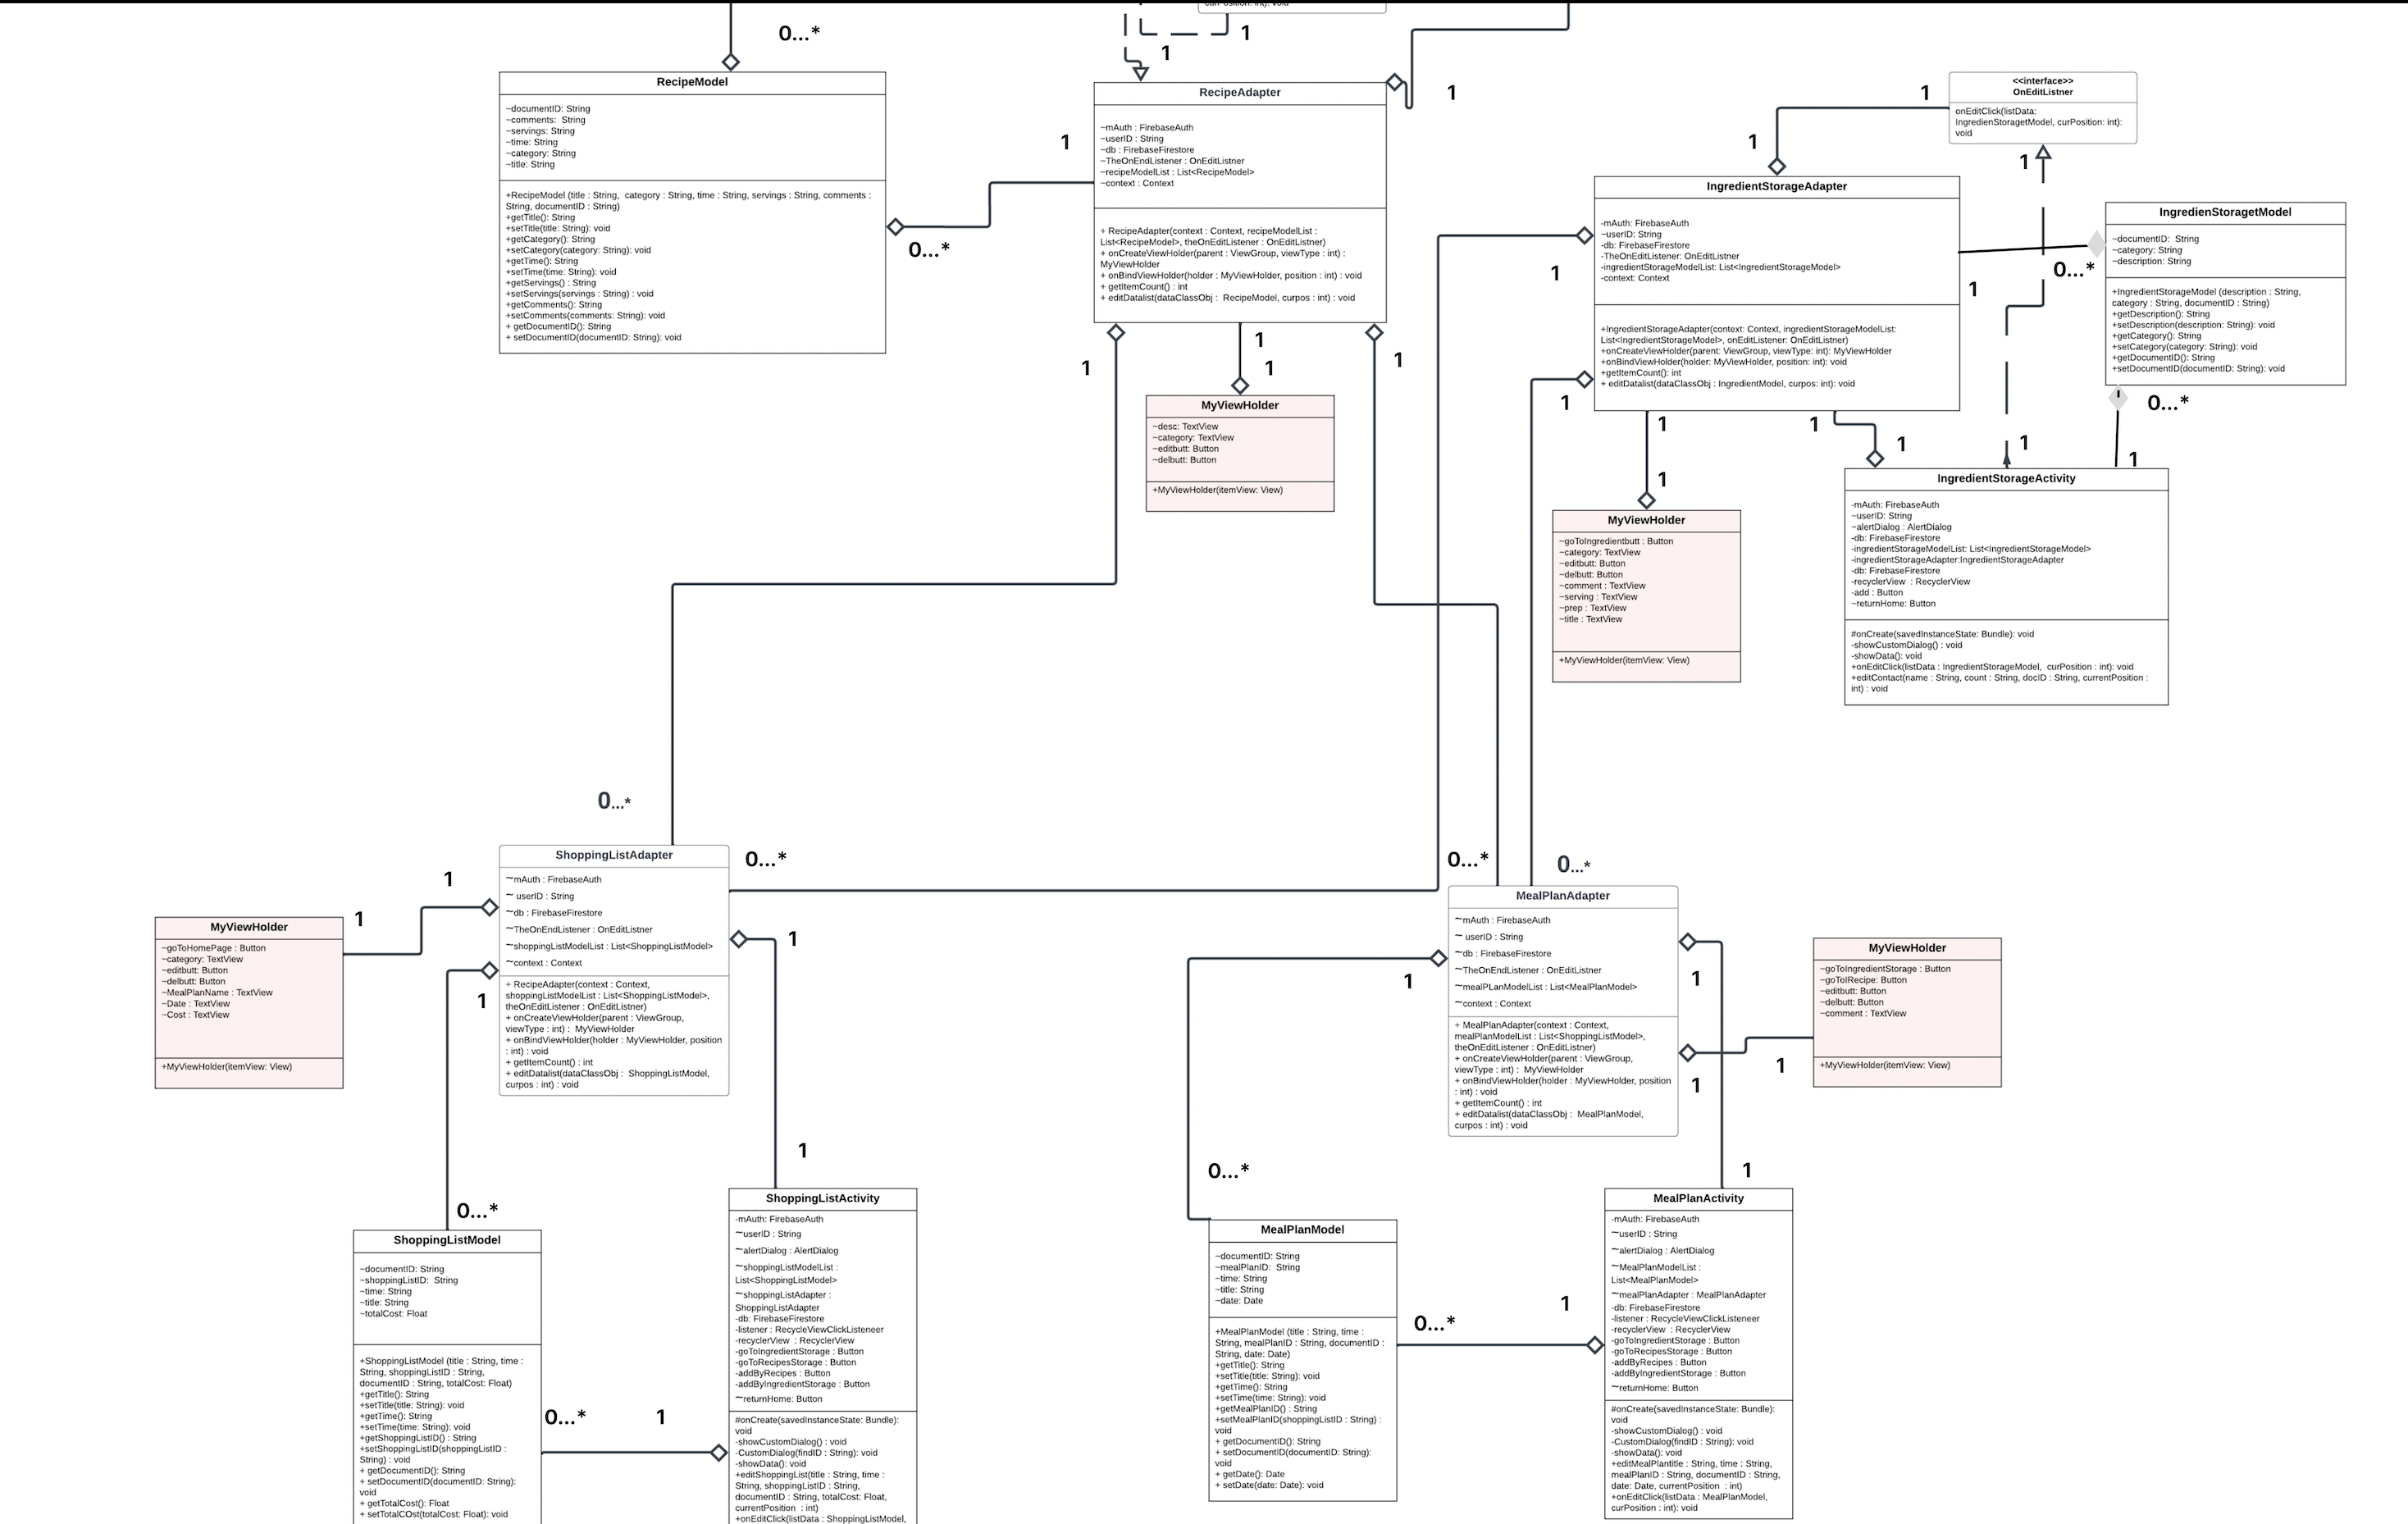 curPosition: int): void
0...*
1
1
RecipeModel
~documentID: String
~comments:  String
~servings: String
~time: String
~category: String
~title: String
+RecipeModel (title : String,  category : String, time : String, servings : String, comments :
String, documentID : String)
+getTitle(): String
+setTitle(title: String): void
+getCategory(): String
+setCategory(category: String): void
+getTime(): String
+setTime(time: String): void
+getServings() : String
+setServings(servings : String) : void
+getComments(): String
+setComments(comments: String): void
+ getDocumentID(): String
+ setDocumentID(documentID: String): void
1
0...*
RecipeAdapter
~mAuth : FirebaseAuth
~userID : String
~db : FirebaseFirestore
~TheOnEndListener : OnEditListner
~recipeModelList : List<RecipeModel>
~context : Context
+ RecipeAdapter(context : Context, recipeModelList :
List<RecipeModel>, theOnEditListener : OnEditListner)
+ onCreateViewHolder(parent : ViewGroup, viewType : int) :
MyViewHolder
+ onBindViewHolder(holder : MyViewHolder, position : int) : void
+ getItemCount() : int
+ editDatalist(dataClassObj :  RecipeModel, curpos : int) : void
1
1
1
1
1
MyViewHolder
~desc: TextView
~category: TextView
~editbutt: Button
~delbutt: Button
+MyViewHolder(itemView: View)
<<interface>>
OnEditListner
onEditClick(listData:
IngredienStoragetModel, curPosition: int):
void
1
1
1
IngredientStorageAdapter
-mAuth: FirebaseAuth
~userID: String
-db: FirebaseFirestore
-TheOnEditListener: OnEditListner
-ingredientStorageModelList: List<IngredientStorageModel>
-context: Context
+IngredientStorageAdapter(context: Context, ingredientStorageModelList:
List<IngredientStorageModel>, onEditListener: OnEditListner)
+onCreateViewHolder(parent: ViewGroup, viewType: int): MyViewHolder
+onBindViewHolder(holder: MyViewHolder, position: int): void
+getItemCount(): int
+ editDatalist(dataClassObj : IngredientModel, curpos: int): void
1
1
1
0...*
IngredienStoragetModel
~documentID:  String
~category: String
~description: String
+IngredientStorageModel (description : String,
category : String, documentID : String)
+getDescription(): String
+setDescription(description: String): void
+getCategory(): String
+setCategory(category: String): void
+getDocumentID(): String
+setDocumentID(documentID: String): void
0...*
1
1
1
1
1
1
MyViewHolder
~goToIngredientbutt : Button
~category: TextView
~editbutt: Button
~delbutt: Button
~comment : TextView
~serving : TextView
~prep : TextView
~title : TextView
+MyViewHolder(itemView: View)
IngredientStorageActivity
-mAuth: FirebaseAuth
~userID: String
~alertDialog : AlertDialog
-db: FirebaseFirestore
-ingredientStorageModelList: List<IngredientStorageModel>
-ingredientStorageAdapter:IngredientStorageAdapter
-db: FirebaseFirestore
-recyclerView  : RecyclerView
-add : Button
~returnHome: Button
#onCreate(savedInstanceState: Bundle): void
-showCustomDialog() : void
-showData(): void
+onEditClick(listData : IngredientStorageModel,  curPosition : int): void
+editContact(name : String, count : String, docID : String, currentPosition :
int) : void
0...*
0...*
0...*
0...*
ShoppingListAdapter
~mAuth : FirebaseAuth
~ userID : String
~db : FirebaseFirestore
~TheOnEndListener : OnEditListner
~shoppingListModelList : List<ShoppingListModel>
~context : Context
+ RecipeAdapter(context : Context,
shoppingListModelList : List<ShoppingListModel>,
theOnEditListener : OnEditListner)
+ onCreateViewHolder(parent : ViewGroup,
viewType : int) :  MyViewHolder
+ onBindViewHolder(holder : MyViewHolder, position
: int) : void
+ getItemCount() : int
+ editDatalist(dataClassObj :  ShoppingListModel,
curpos : int) : void
1
1
1
1
MyViewHolder
~goToHomePage : Button
~category: TextView
~editbutt: Button
~delbutt: Button
~MealPlanName : TextView
~Date : TextView
~Cost : TextView
+MyViewHolder(itemView: View)
MealPlanAdapter
~mAuth : FirebaseAuth
~ userID : String
~db : FirebaseFirestore
~TheOnEndListener : OnEditListner
~mealPLanModelList : List<MealPlanModel>
~context : Context
+ MealPlanAdapter(context : Context,
mealPlanModelList : List<ShoppingListModel>,
theOnEditListener : OnEditListner)
+ onCreateViewHolder(parent : ViewGroup,
viewType : int) :  MyViewHolder
+ onBindViewHolder(holder : MyViewHolder, position
: int) : void
+ getItemCount() : int
+ editDatalist(dataClassObj :  MealPlanModel,
curpos : int) : void
1
1
1
1
MyViewHolder
~goToIngredientStorage : Button
~goTolRecipe : Button
~editbutt: Button
~delbutt: Button
~comment : TextView
+MyViewHolder(itemView: View)
1
0...*
0...*
1
ShoppingListModel
~documentID: String
~shoppingListID:  String
~time: String
~title: String
~totalCost: Float
+ShoppingListModel (title : String, time :
String, shoppingListID : String,
documentID : String, totalCost: Float)
+getTitle(): String
+setTitle(title: String): void
+getTime(): String
+setTime(time: String): void
+getShoppingListID() : String
+setShoppingListID(shoppingListID :
String) : void
+ getDocumentID(): String
+ setDocumentID(documentID: String):
void
+ getTotalCost(): Float
+ setTotalCOst(totalCost: Float): void
0...*
1
ShoppingListActivity
-mAuth: FirebaseAuth
~userID : String
~alertDialog : AlertDialog
~shoppingListModelList :
List<ShoppingListModel>
~shoppingListAdapter :
ShoppingListAdapter
-db: FirebaseFirestore
-listener : RecycleViewClickListeneer
-recyclerView  : RecyclerView
-goToIngredientStorage : Button
-goToRecipesStorage : Button
-addByRecipes : Button
-addByIngredientStorage : Button
~returnHome: Button
#onCreate(savedInstanceState: Bundle):
void
-showCustomDialog() : void
-CustomDialog(findID : String): void
-showData(): void
+editShoppingList(title : String, time :
String, shoppingListID : String,
documentID : String, totalCost: Float,
currentPosition  : int)
+onEditClick(listData : ShoppingListModel,
MealPlanModel
~documentID: String
~mealPlanID:  String
~time: String
~title: String
~date: Date
+MealPlanModel (title : String, time :
String, mealPlanID : String, documentID :
String, date: Date)
+getTitle(): String
+setTitle(title: String): void
+getTime(): String
+setTime(time: String): void
+getMealPlanID() : String
+setMealPlanID(shoppingListID : String) :
void
+ getDocumentID(): String
+ setDocumentID(documentID: String):
void
+ getDate(): Date
+ setDate(date: Date): void
0...*
1
MealPlanActivity
-mAuth: FirebaseAuth
~userID : String
~alertDialog : AlertDialog
~MealPlanModelList :
List<MealPlanModel>
~mealPlanAdapter : MealPlanAdapter
-db: FirebaseFirestore
-listener : RecycleViewClickListeneer
-recyclerView  : RecyclerView
-goToIngredientStorage : Button
-goToRecipesStorage : Button
-addByRecipes : Button
-addByIngredientStorage : Button
~returnHome: Button
#onCreate(savedInstanceState: Bundle):
void
-showCustomDialog() : void
-CustomDialog(findID : String): void
-showData(): void
+editMealPlantitle : String, time : String,
mealPlanID : String, documentID : String,
date: Date, currentPosition  : int)
+onEditClick(listData : MealPlanModel,
curPosition : int): void